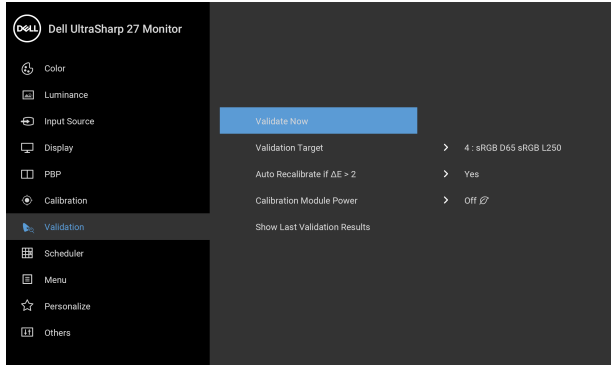 DELL Dell UltraSharp 27 Monitor
Color
Luminance
Input Source
Validate Now
Display
Validation Target > 4 : sRGB D65 sRGB L250
PBP
Auto Recalibrate if ΔE > 2 > Yes
Calibration
Calibration Module Power > Off
Validation
Show Last Validation Results
Scheduler
Menu
Personalize
Others